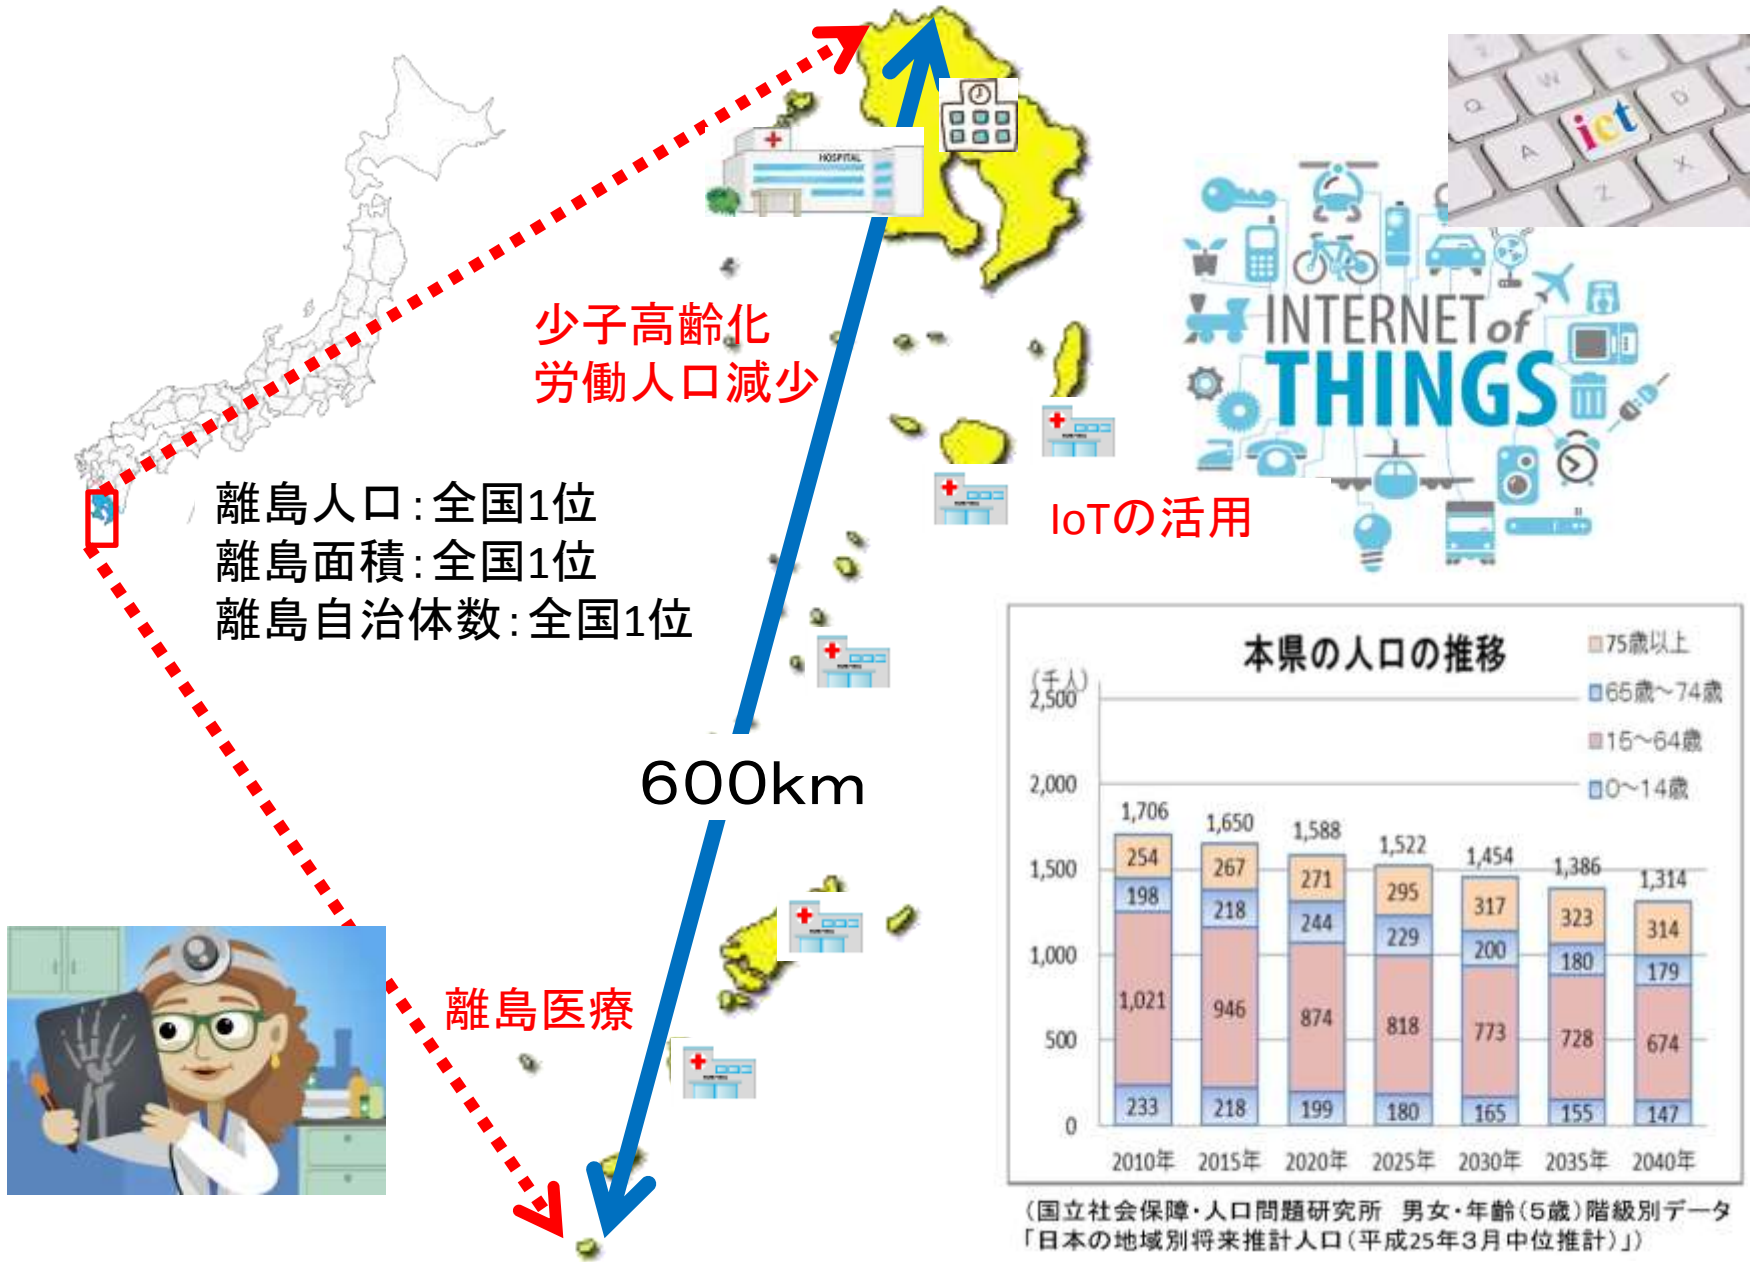 HOSPITAL
少子高齢化
労働人口減少
離島人口:全国1位
離島面積:全国1位
離島自治体数:全国1位
600km
離島医療
Q
W
E
D
A
ict
Z
X
INTERNET of
THINGS
IoTの活用
本県の人口の推移
(千人)
75歳以上
65歳～74歳
15～64歳
0～14歳
2,500
2,000
1,500
1,000
500
0
1,706 1,650 1,588 1,522 1,454 1,386 1,314
254 267 271 295 317 323 314
198 218 244 229 200 180 179
1,021 946 874 818 773 728 674
233 218 199 180 165 155 147
2010年 2015年 2020年 2025年 2030年 2035年 2040年
(国立社会保障・人口問題研究所 男女・年齢(5歳)階級別データ
「日本の地域別将来推計人口(平成25年3月中位推計)」)